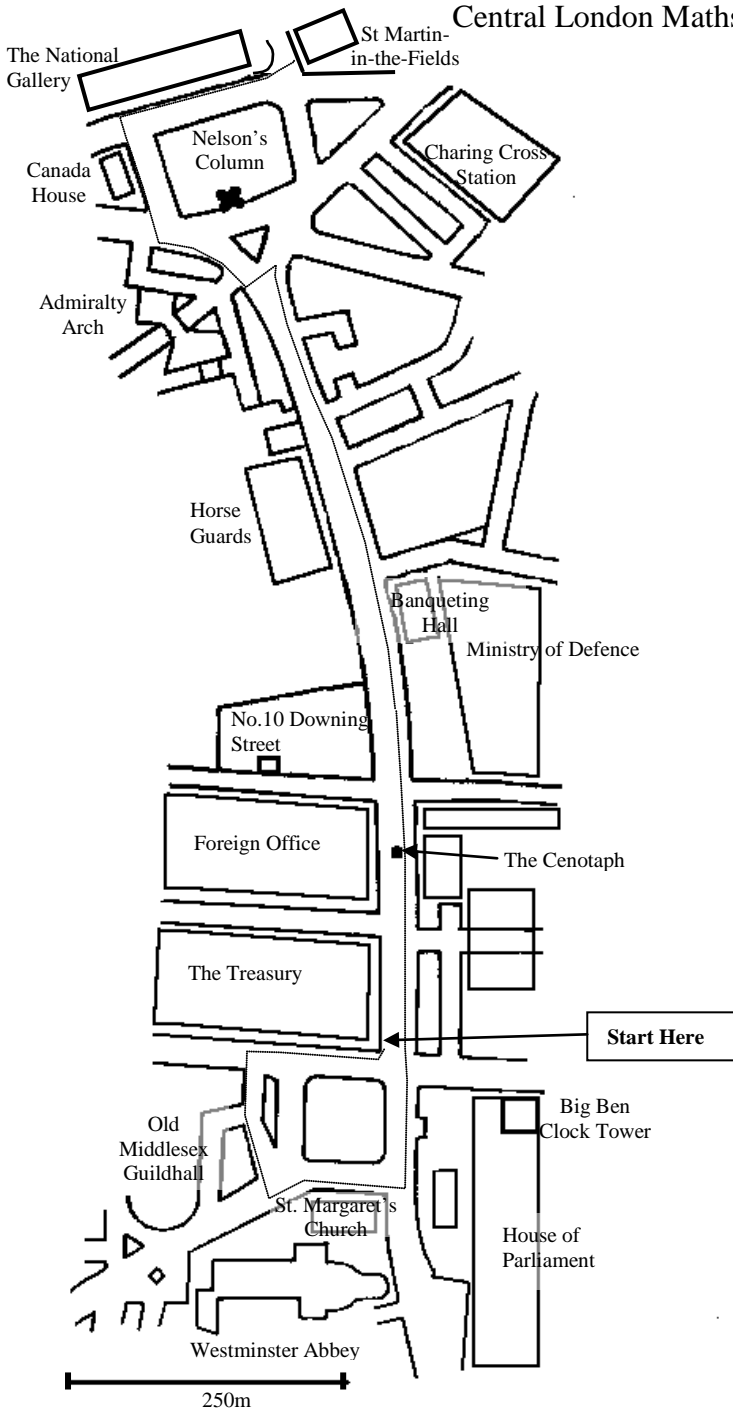 Central London Maths
The National
Gallery
St Martin-
in-the-Fields
Nelson's
Column
Charing Cross
Station
Canada
House
Admiralty
Arch
Horse
Guards
Banqueting
Hall
Ministry of Defence
No.10 Downing
Street
Foreign Office
The Cenotaph
The Treasury
Start Here
Old
Middlesex
Guildhall
Big Ben
Clock Tower
St. Margaret's
Church
House of
Parliament
Westminster Abbey
250m